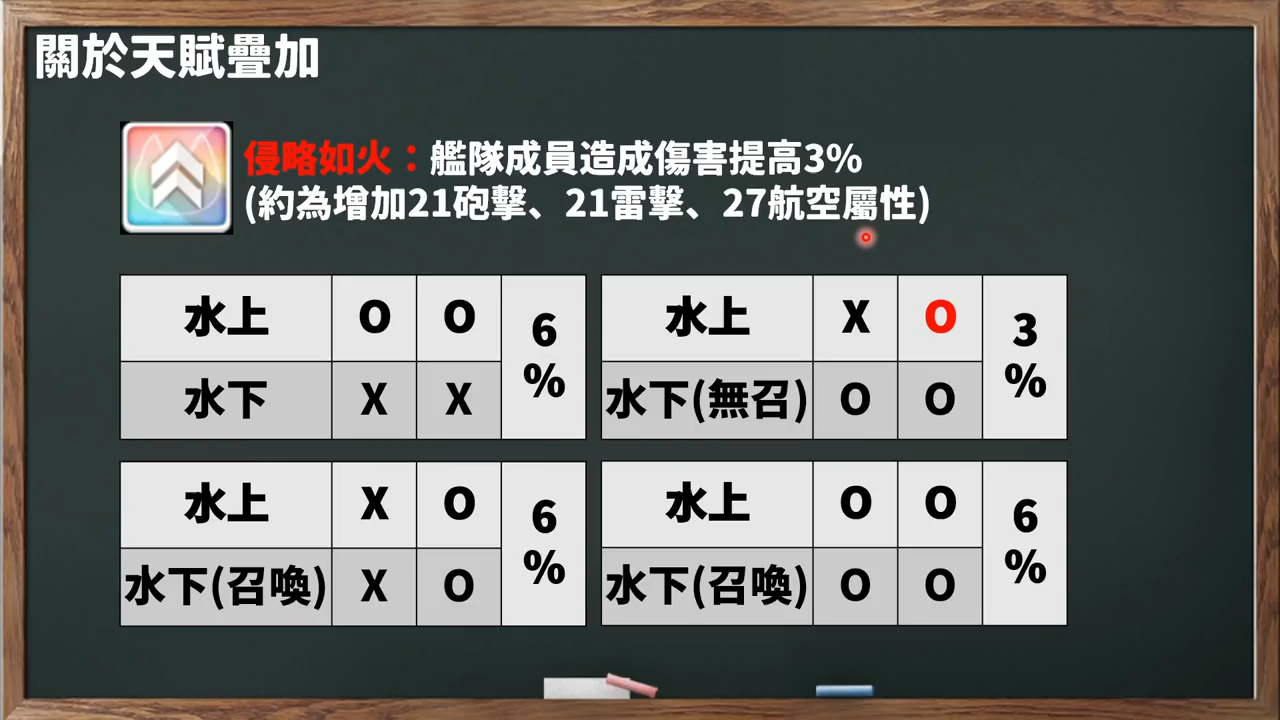 關於天賦疊加
侵略如火：艦隊成員造成傷害提高3%
(約為增加21砲擊、21雷擊、27航空屬性)
水上 O O 6%
水下 X X
水上 X O 3%
水下(無召) O O
水上 X O 6%
水下(召喚) X O
水上 O O 6%
水下(召喚) O O